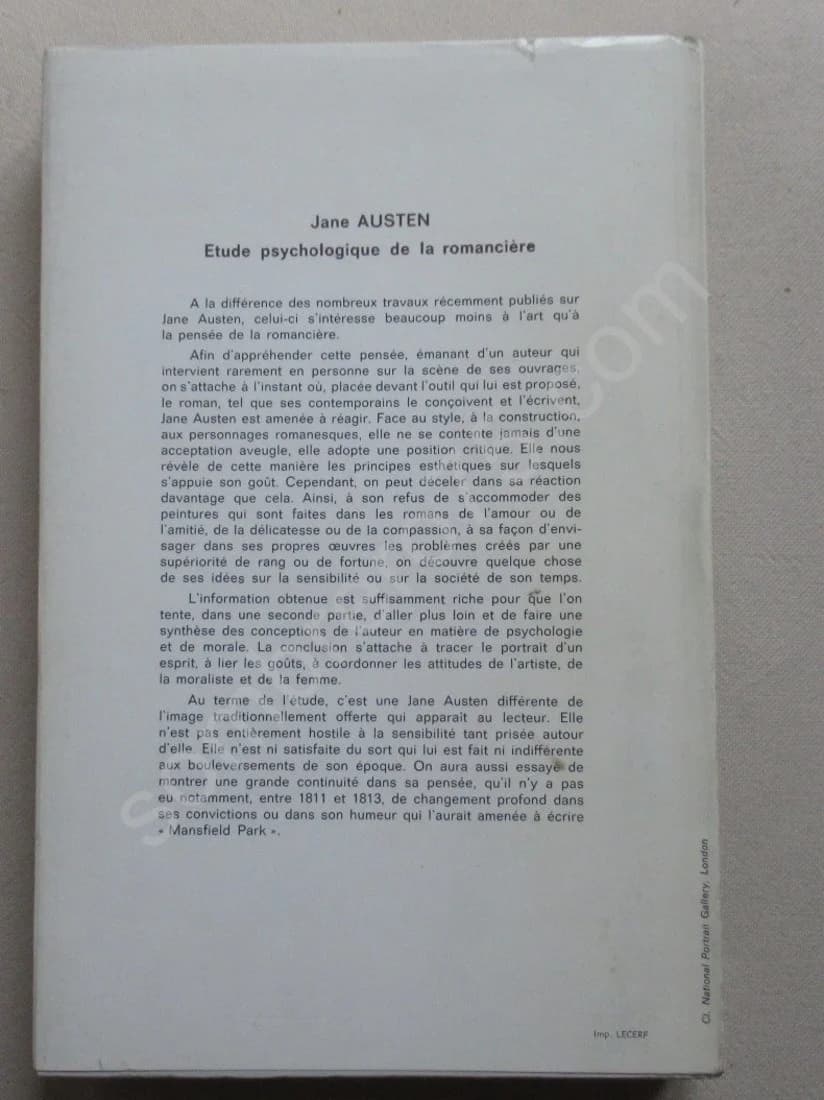 Jane AUSTEN
Etude psychologique de la romancière
A la différence des nombreux travaux récemment publiés sur
Jane Austen, celui-ci s'intéresse beaucoup moins à l'art qu'à
la pensée de la romancière.
Afin d'appréhender cette pensée, émanant d'un auteur qui
intervient rarement en personne sur la scène de ses ouvrages,
on s'attache à l'instant où, placée devant l'outil qui lui est proposé,
le roman, tel que ses contemporains le conçoivent et l'écrivent,
Jane Austen est amenée à réagir. Face au style, à la construction,
aux personnages romanesques, elle ne se contente jamais d'une
acceptation aveugle, elle adopte une position critique. Elle nous
révèle de cette manière les principes esthétiques sur lesquels
s'appuie son goût. Cependant, on peut déceler dans sa réaction
davantage que cela. Ainsi, à son refus de s'accommoder des
peintures qui sont faites dans les romans de l'amour ou de
l'amitié, de la délicatesse ou de la compassion, à sa façon d'envi-
sager dans ses propres œuvres les problèmes créés par une
supériorité de rang ou de fortune, on découvre quelque chose
de ses idées sur la sensibilité ou sur la société de son temps.
L'information obtenue est suffisamment riche pour que l'on
tente, dans une seconde partie, d'aller plus loin et de faire une
synthèse des conceptions de l'auteur en matière de psychologie
et de morale. La conclusion s'attache à tracer le portrait d'un
esprit, à lier les goûts, à coordonner les attitudes de l'artiste, de
la moraliste et de la femme.
Au terme de l'étude, c'est une Jane Austen différente de
l'image traditionnellement offerte qui apparaît au lecteur. Elle
n'est pas entièrement hostile à la sensibilité tant prisée autour
d'elle. Elle n'est ni satisfaite du sort qui lui est fait ni indifférente
aux bouleversements de son époque. On aura aussi essayé de
montrer une grande continuité dans sa pensée, qu'il n'y a pas
eu notamment, entre 1811 et 1813, de changement profond dans
ses convictions ou dans son humeur qui l'aurait amenée à écrire
« Mansfield Park ».
Cl. National Portrait Gallery, London
Imp. LECERF